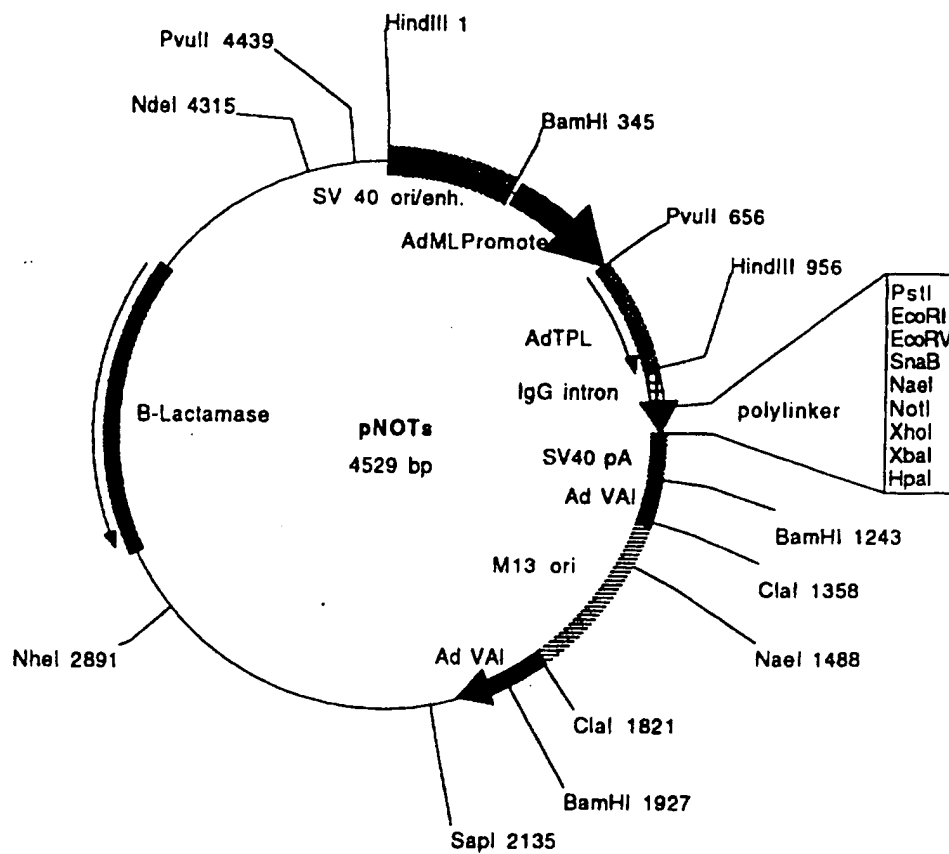 HindIII 1
PvuII 4439
NdeI 4315
BamHI 345
SV 40 ori/enh.
AdMLPromote
PvuII 656
HindIII 956
PstI
EcoRI
EcoRV
SnaB
NaeI
NotI
XhoI
XbaI
HpaI
AdTPL
IgG intron
polylinker
B-Lactamase
pNOTs
4529 bp
SV40 pA
Ad VAI
BamHI 1243
M13 ori
ClaI 1358
NheI 2891
Ad VAI
NaeI 1488
ClaI 1821
BamHI 1927
SapI 2135